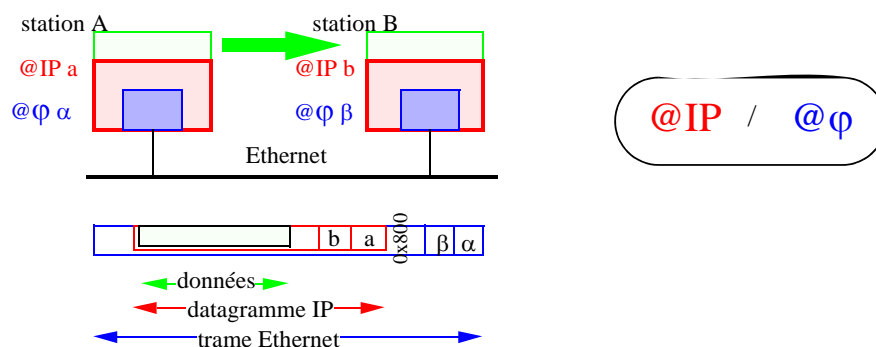 station A station B
@IP a @IP b
@φ α @φ β
@IP / @φ
Ethernet
b a 0x800 β α
données
datagramme IP
trame Ethernet